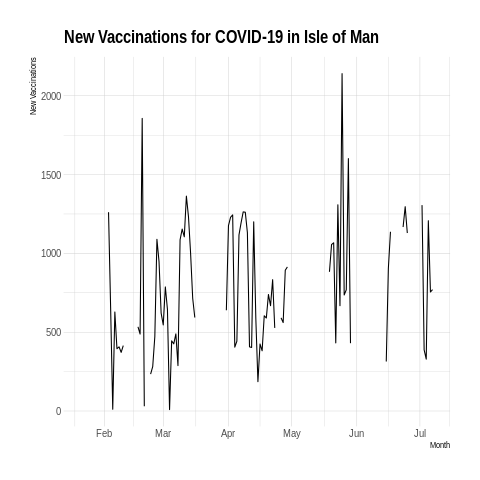 New Vaccinations for COVID-19 in Isle of Man
New Vaccinations
2000
1500
1000
500
0
Feb Mar Apr May Jun Jul
Month